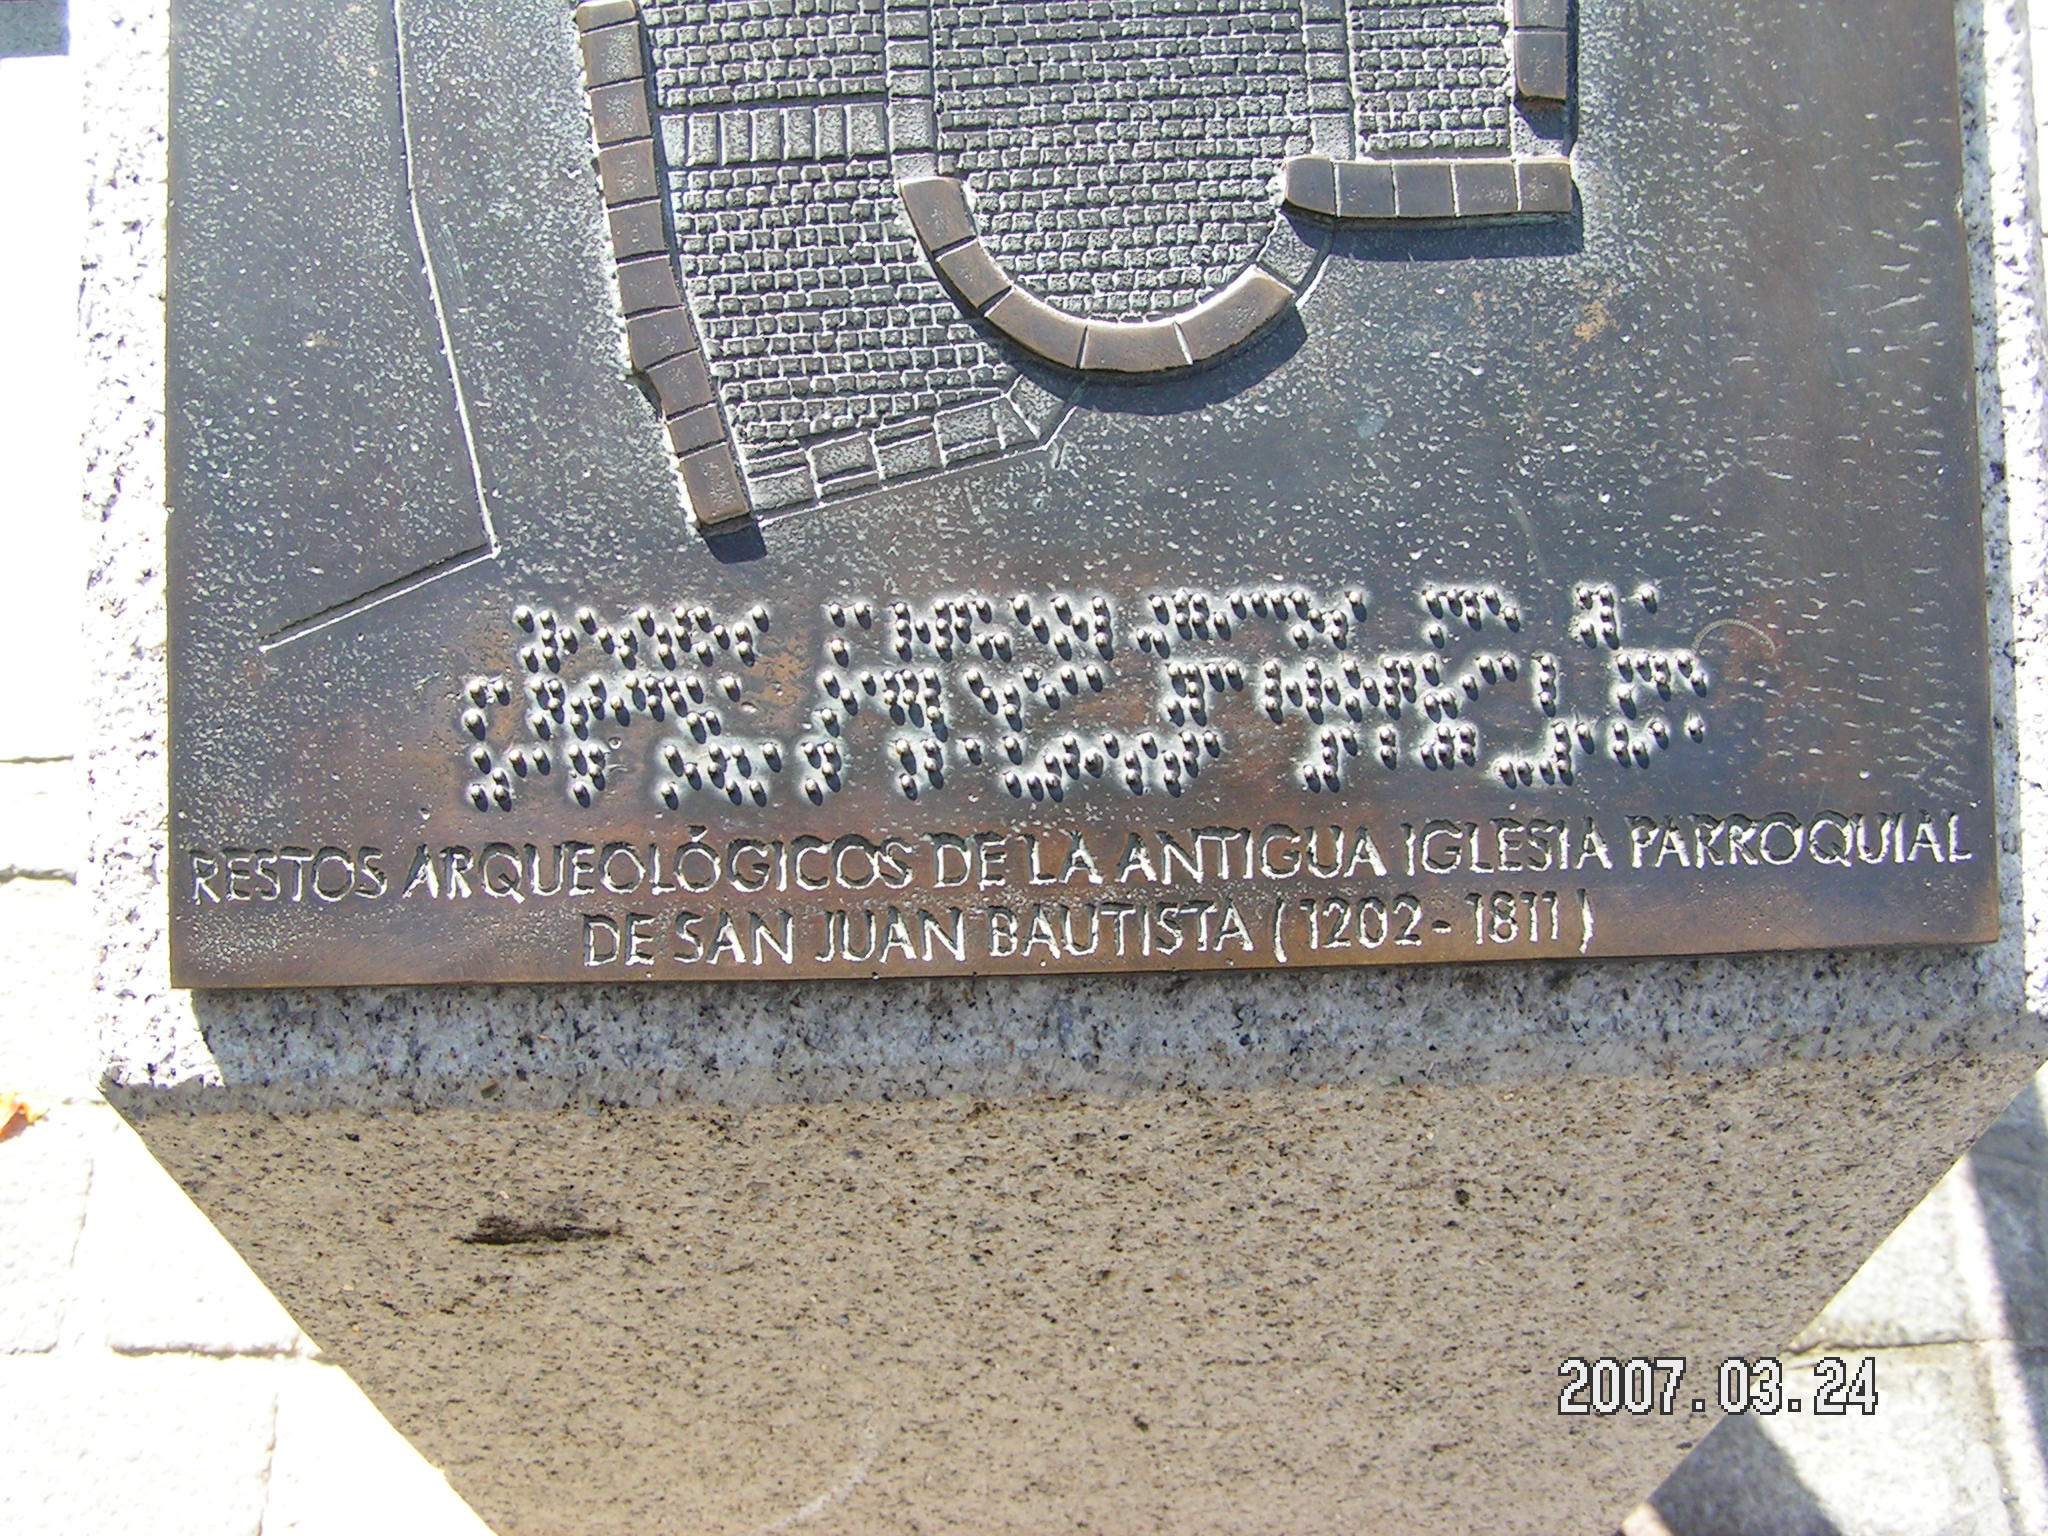 RESTOS ARQUEOLÓGICOS DE LA ANTIGUA IGLESIA PARROQUIAL
DE SAN JUAN BAUTISTA (1202-1811)
2007.03.24